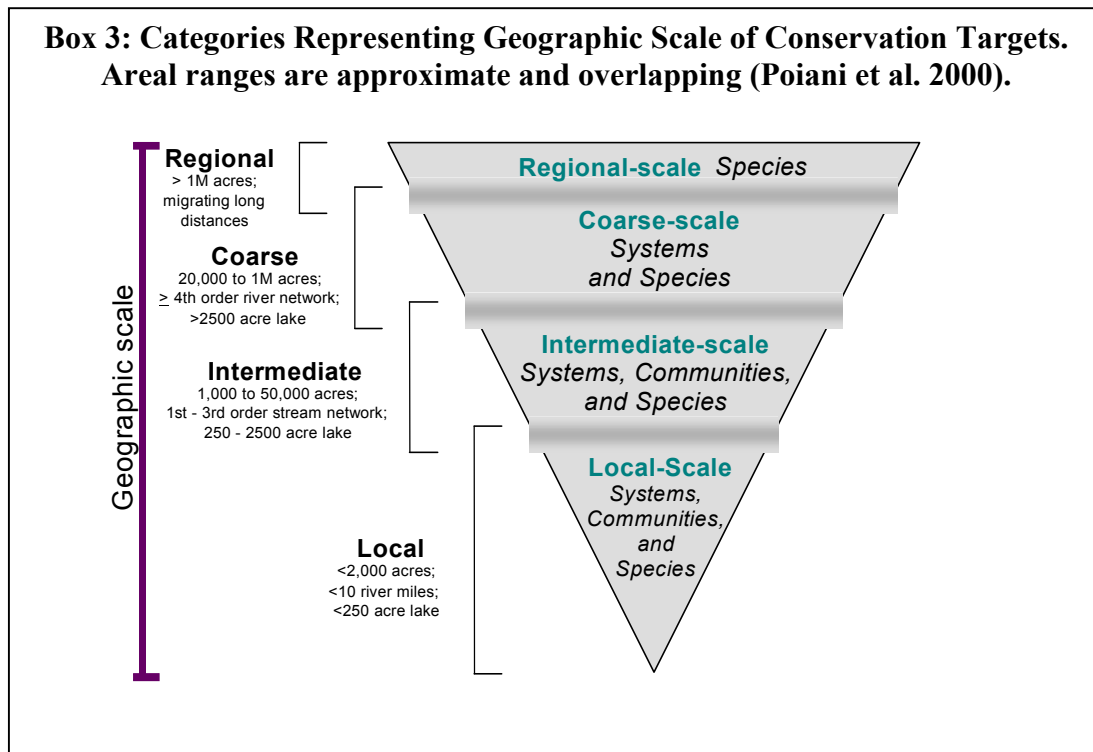 Box 3: Categories Representing Geographic Scale of Conservation Targets.
Areal ranges are approximate and overlapping (Poiani et al. 2000).
Geographic scale
Regional
> 1M acres;
migrating long
distances
Coarse
20,000 to 1M acres;
≥ 4th order river network;
>2500 acre lake
Intermediate
1,000 to 50,000 acres;
1st - 3rd order stream network;
250 - 2500 acre lake
Local
<2,000 acres;
<10 river miles;
<250 acre lake
Regional-scale Species
Coarse-scale
Systems
and Species
Intermediate-scale
Systems, Communities,
and Species
Local-Scale
Systems,
Communities,
and
Species